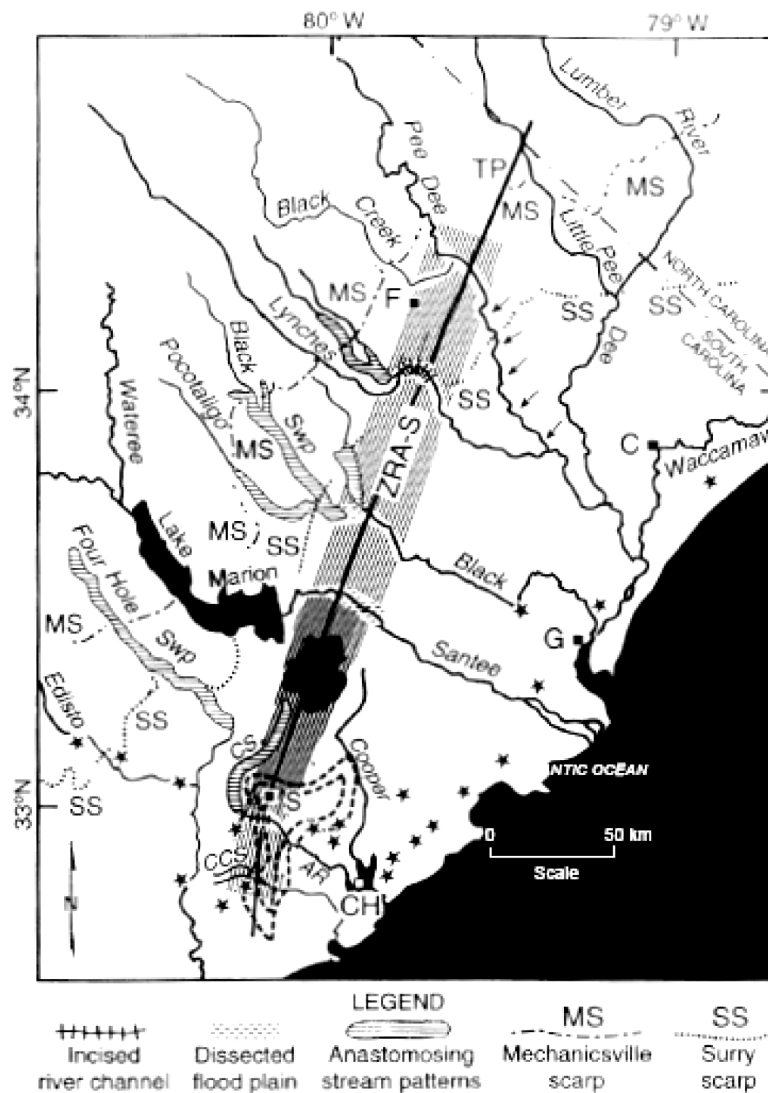 80° W
79° W
Lumber
River
Pee Dee
TP
MS
MS
Black
Creek
Little Pee
Dee
NORTH CAROLINA
SOUTH CAROLINA
MS
F
SS
SS
Lynches
Black
Swp
Pocotaligo
34°N
Wateree
SS
MS
ZRA-S
C
Waccamaw
MS
SS
Lake
Marion
Four Hole
Swp
Black
MS
Santee
G
Edisto
SS
CS
Cooper
NTIC OCEAN
33°N
SS
S
0 50 km
Scale
CCS
AR
N
CH
LEGEND
MS
SS
Incised
river channel
Dissected
flood plain
Anastomosing
stream patterns
Mechanicsville
scarp
Surry
scarp